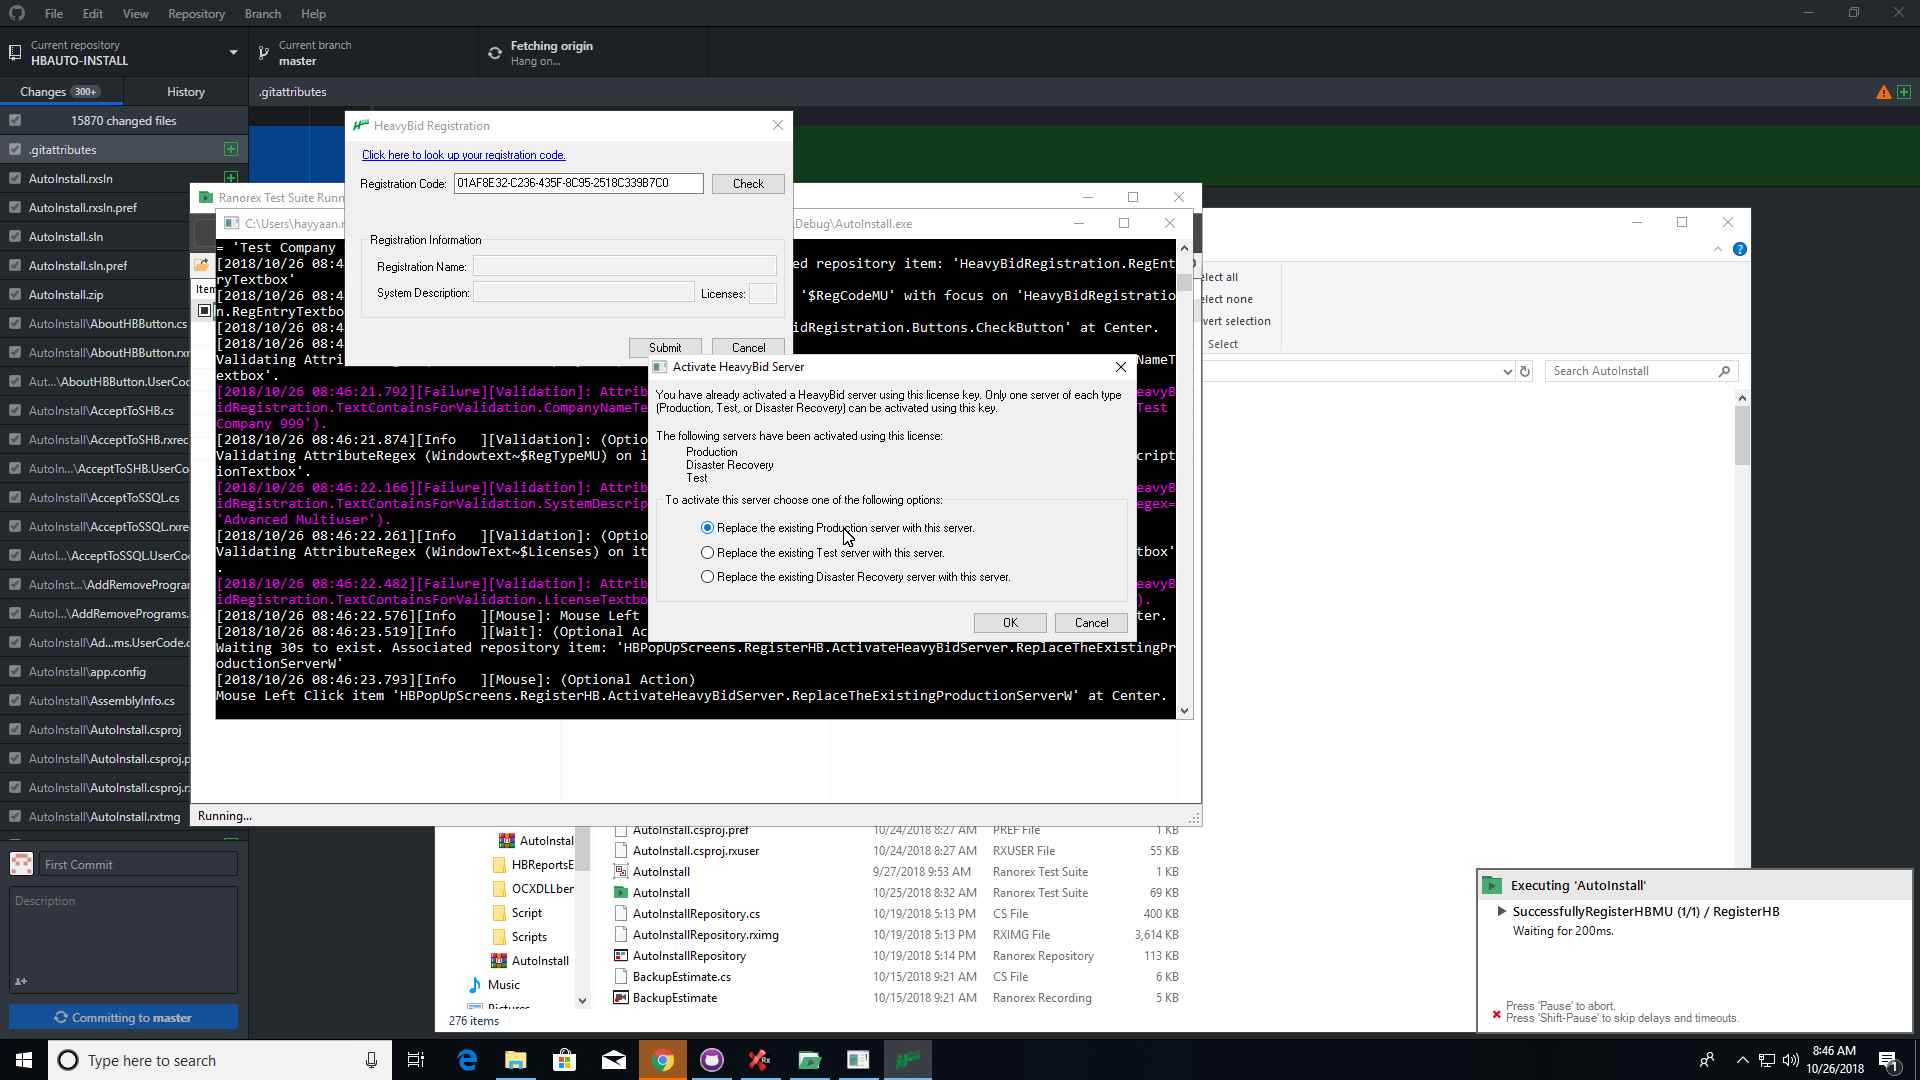 File Edit View Repository Branch Help
Current repository
HBAUTO-INSTALL
Current branch
master
Fetching origin
Hang on...
Changes 300+
History
.gitattributes
15870 changed files
.gitattributes
AutoInstall.rxsln
AutoInstall.rxsln.pref
AutoInstall.sln
AutoInstall.sln.pref
AutoInstall.zip
AutoInstall\AboutHBButton.cs
AutoInstall\AboutHBButton.rxr
Aut...\AboutHBButton.UserCod
AutoInstall\AcceptToSHB.cs
AutoInstall\AcceptToSHB.rxrec
AutoIn...\AcceptToSHB.UserCo
AutoInstall\AcceptToSSQL.cs
AutoInstall\AcceptToSSQL.rxre
AutoI...\AcceptToSSQL.UserCo
AutoInst...\AddRemoveProgran
AutoI...\AddRemovePrograms.
AutoInstall\Ad...ms.UserCode.c
AutoInstall\app.config
AutoInstall\AssemblyInfo.cs
AutoInstall\AutoInstall.csproj
AutoInstall\AutoInstall.csproj.p
AutoInstall\AutoInstall.csproj.r
AutoInstall\AutoInstall.rxtmg
First Commit
Description
Committing to master
HeavyBid Registration
Click here to look up your registration code.
Registration Code: 01AF8E32-C236-435F-8C95-2518C339B7C0 Check
Registration Information
Registration Name:
System Description:
Licenses:
Submit Cancel
Ranorex Test Suite Runn
Item
C:\Users\hayyaan.r
Debug\AutoInstall.exe
= 'Test Company
[2018/10/26 08:4 ed repository item: 'HeavyBidRegistration.RegEnt
ryTextbox'
[2018/10/26 08:4 '$RegCodeMU' with focus on 'HeavyBidRegistratio
n.RegEntryTextbo
[2018/10/26 08:4 idRegistration.Buttons.CheckButton' at Center.
[2018/10/26 08:4
Validating Attri NameT
extbox'.
[2018/10/26 08:46:21.792][Failure][Validation]: Attrib HeavyB
idRegistration.TextContainsForValidation.CompanyNameTe Test
Company 999').
[2018/10/26 08:46:21.874][Info ][Validation]: (Optio
Validating AttributeRegex (Windowtext~$RegTypeMU) on i script
ionTextbox'.
[2018/10/26 08:46:22.166][Failure][Validation]: Attrib HeavyB
idRegistration.TextContainsForValidation.SystemDescrip egex=
'Advanced Multiuser').
[2018/10/26 08:46:22.261][Info ][Validation]: (Optio
Validating AttributeRegex (WindowText~$Licenses) on it tbox'
.
[2018/10/26 08:46:22.482][Failure][Validation]: Attrib HeavyB
idRegistration.TextContainsForValidation.LicenseTextbo ).
[2018/10/26 08:46:22.576][Info ][Mouse]: Mouse Left ter.
[2018/10/26 08:46:23.519][Info ][Wait]: (Optional Ac
Waiting 30s to exist. Associated repository item: 'HBPopUpScreens.RegisterHB.ActivateHeavyBidServer.ReplaceTheExistingPr
oductionServerW'
[2018/10/26 08:46:23.793][Info ][Mouse]: (Optional Action)
Mouse Left Click item 'HBPopUpScreens.RegisterHB.ActivateHeavyBidServer.ReplaceTheExistingProductionServerW' at Center.
Running...
Activate HeavyBid Server
You have already activated a HeavyBid server using this license key. Only one server of each type
(Production, Test, or Disaster Recovery) can be activated using this key.
The following servers have been activated using this license:
Production
Disaster Recovery
Test
To activate this server choose one of the following options:
Replace the existing Production server with this server.
Replace the existing Test server with this server.
Replace the existing Disaster Recovery server with this server.
OK Cancel
elect all
elect none
vert selection
Select
Search AutoInstall
AutoInstal
HBReportsE
OCXDLLber
Script
Scripts
AutoInstall
Music
Pictures
AutoInstall.csproj.pref 10/24/2018 8:27 AM PREF File 1 KB
AutoInstall.csproj.rxuser 10/24/2018 8:27 AM RXUSER File 55 KB
AutoInstall 9/27/2018 9:53 AM Ranorex Test Suite 1 KB
AutoInstall 10/25/2018 8:32 AM Ranorex Test Suite 69 KB
AutoInstallRepository.cs 10/19/2018 5:13 PM CS File 400 KB
AutoInstallRepository.rximg 10/19/2018 5:13 PM RXIMG File 3,614 KB
AutoInstallRepository 10/19/2018 5:14 PM Ranorex Repository 113 KB
BackupEstimate.cs 10/15/2018 9:21 AM CS File 6 KB
BackupEstimate 10/15/2018 9:21 AM Ranorex Recording 5 KB
276 items
Executing 'AutoInstall'
SuccessfullyRegisterHBMU (1/1) / RegisterHB
Waiting for 200ms.
Press 'Pause' to abort.
Press 'Shift-Pause' to skip delays and timeouts.
Type here to search
8:46 AM
10/26/2018
1